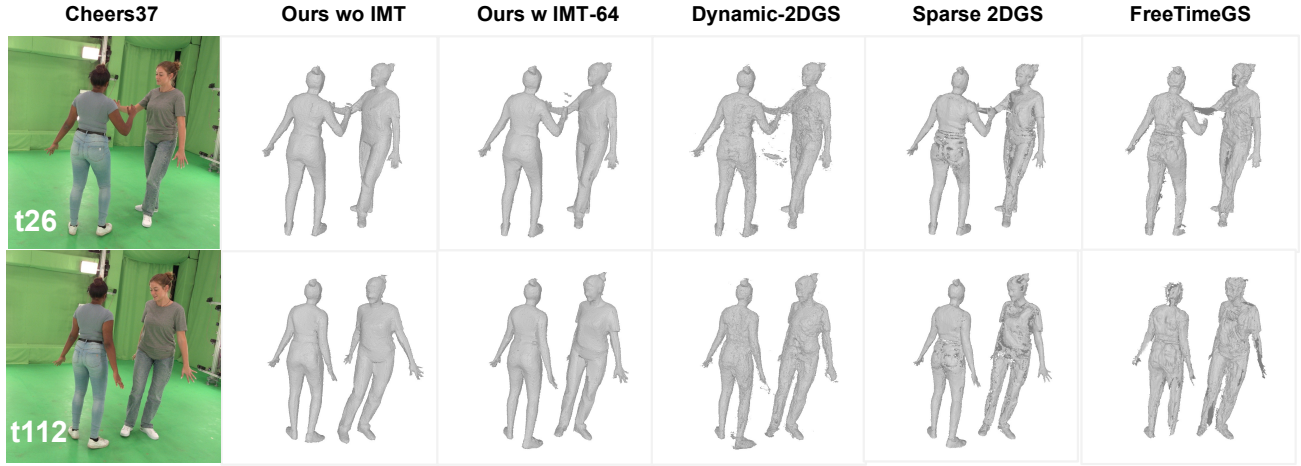 Cheers37 Ours wo IMT Ours w IMT-64 Dynamic-2DGS Sparse 2DGS FreeTimeGS
t26
t112